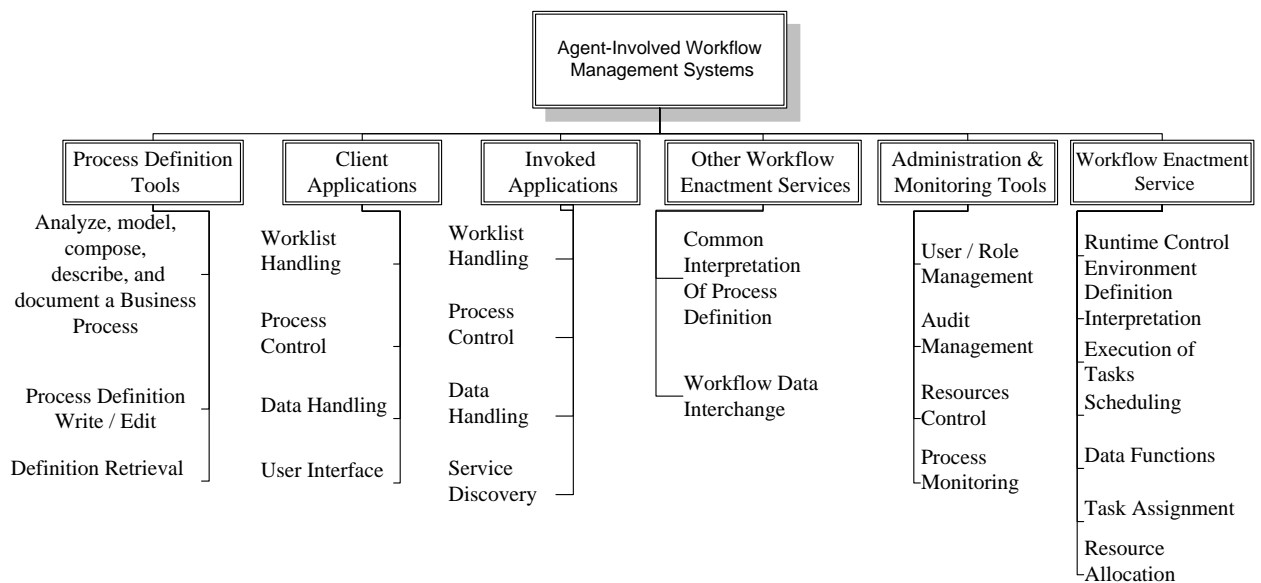 Agent-Involved Workflow
Management Systems
Process Definition
Tools
Client
Applications
Invoked
Applications
Other Workflow
Enactment Services
Administration &
Monitoring Tools
Workflow Enactment
Service
Analyze, model,
compose,
describe, and
document a Business
Process
Process Definition
Write / Edit
Definition Retrieval
Worklist
Handling
Process
Control
Data Handling
User Interface
Worklist
Handling
Process
Control
Data
Handling
Service
Discovery
Common
Interpretation
Of Process
Definition
Workflow Data
Interchange
User / Role
Management
Audit
Management
Resources
Control
Process
Monitoring
Runtime Control
Environment
Definition
Interpretation
Execution of
Tasks
Scheduling
Data Functions
Task Assignment
Resource
Allocation